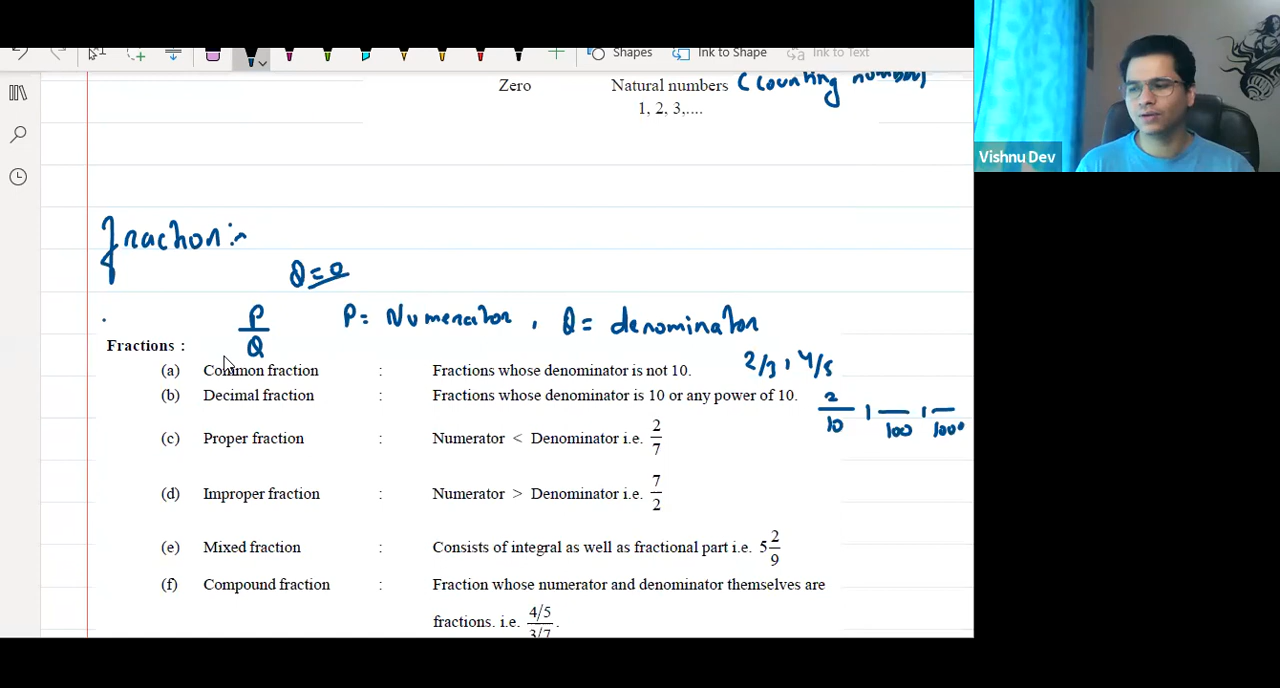 Shapes Ink to Shape Ink to Text
Zero Natural numbers (Counting numbers)
1, 2, 3,....
Vishnu Dev
fraction:-
Q=0
P/Q P= Numerator, Q= denominator
Fractions :
(a) Common fraction : Fractions whose denominator is not 10. 2/3, 4/5
(b) Decimal fraction : Fractions whose denominator is 10 or any power of 10. 2/10, /100, /1000
(c) Proper fraction : Numerator < Denominator i.e. 2/7
(d) Improper fraction : Numerator > Denominator i.e. 7/2
(e) Mixed fraction : Consists of integral as well as fractional part i.e. 5 2/9
(f) Compound fraction : Fraction whose numerator and denominator themselves are
fractions. i.e. 4/5 / 3/7.